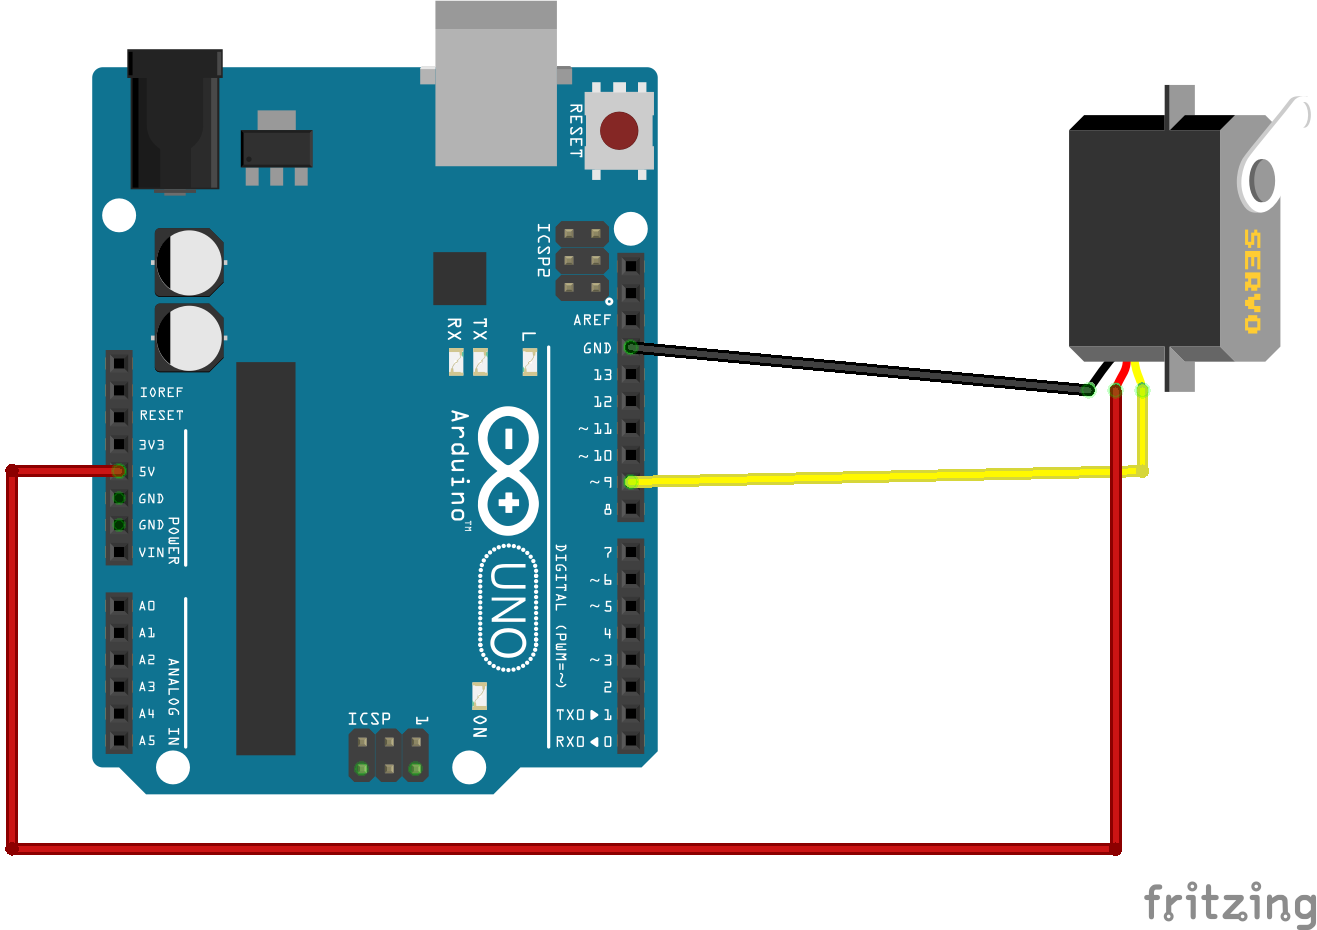 RESET
ICSP2
AREF
GND
13
12
~11
~10
~9
8
RX
TX
L
IOREF
RESET
3V3
5V
GND
GND
VIN
POWER
Arduino™
UNO
7
~6
~5
4
~3
2
TX0▶1
RX0◀0
DIGITAL (PWM=~)
A0
A1
A2
A3
A4
A5
ANALOG IN
ICSP
1
ON
SERVO
fritzing